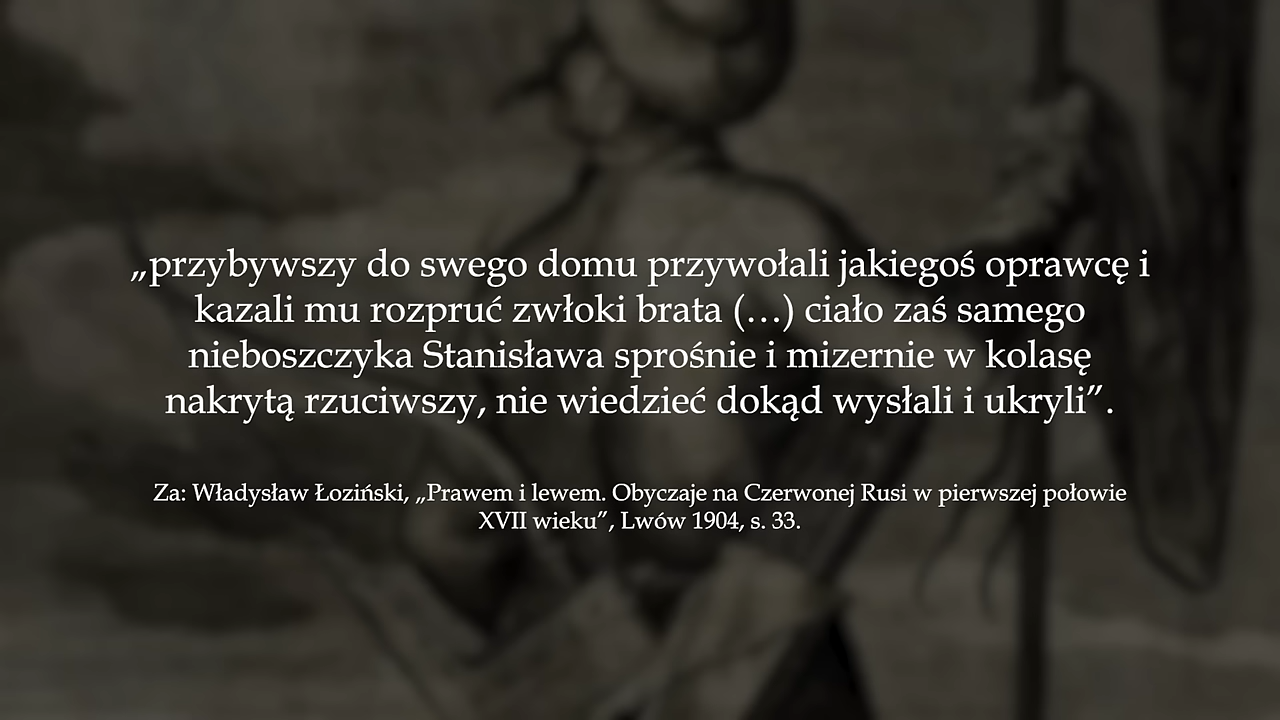 „przybywszy do swego domu przywołali jakiegoś oprawcę i
kazali mu rozpruć zwłoki brata (…) ciało zaś samego
nieboszczyka Stanisława sprośnie i mizernie w kolasę
nakrytą rzuciwszy, nie wiedzieć dokąd wysłali i ukryli”.
Za: Władysław Łoziński, „Prawem i lewem. Obyczaje na Czerwonej Rusi w pierwszej połowie
XVII wieku”, Lwów 1904, s. 33.